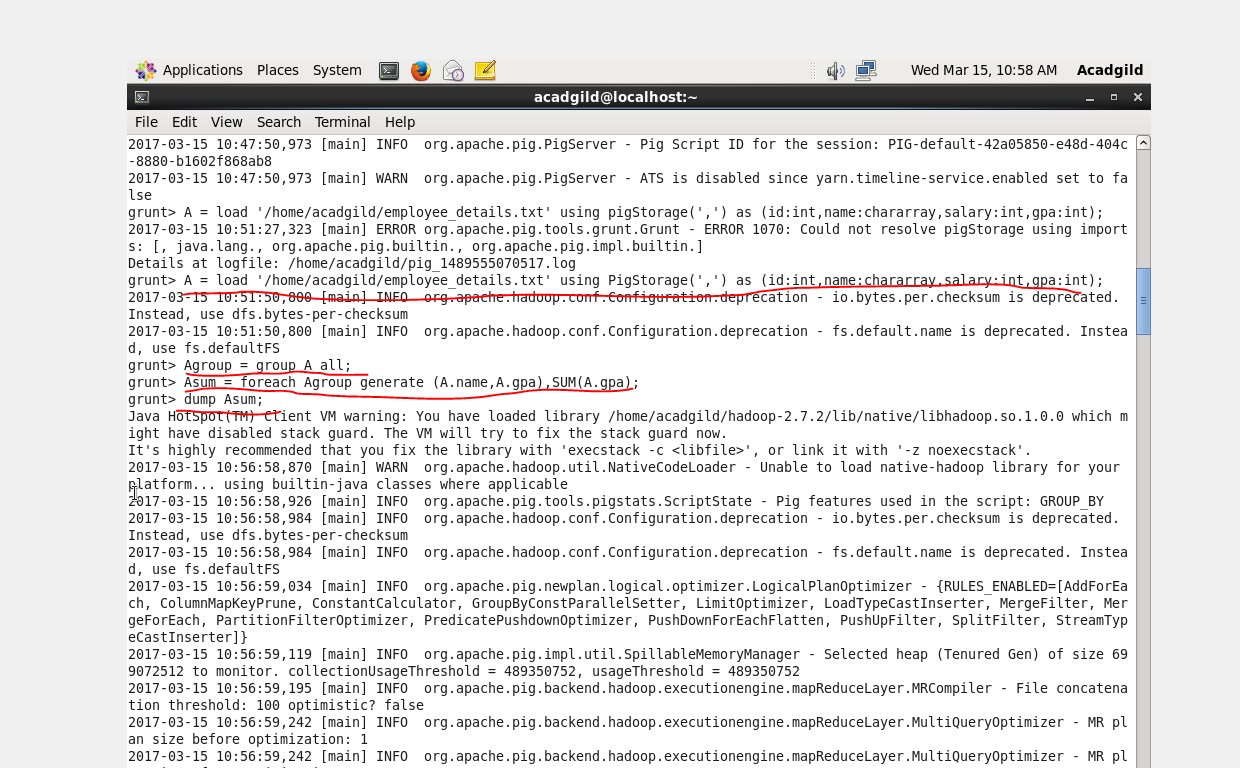 Applications Places System Wed Mar 15, 10:58 AM Acadgild
acadgild@localhost:~
File Edit View Search Terminal Help
2017-03-15 10:47:50,973 [main] INFO  org.apache.pig.PigServer - Pig Script ID for the session: PIG-default-42a05850-e48d-404c
-8880-b1602f868ab8
2017-03-15 10:47:50,973 [main] WARN  org.apache.pig.PigServer - ATS is disabled since yarn.timeline-service.enabled set to fa
lse
grunt> A = load '/home/acadgild/employee_details.txt' using pigStorage(',') as (id:int,name:chararray,salary:int,gpa:int);
2017-03-15 10:51:27,323 [main] ERROR org.apache.pig.tools.grunt.Grunt - ERROR 1070: Could not resolve pigStorage using import
s: [, java.lang., org.apache.pig.builtin., org.apache.pig.impl.builtin.]
Details at logfile: /home/acadgild/pig_1489555070517.log
grunt> A = load '/home/acadgild/employee_details.txt' using PigStorage(',') as (id:int,name:chararray,salary:int,gpa:int);
2017-03-15 10:51:50,800 [main] INFO  org.apache.hadoop.conf.Configuration.deprecation - io.bytes.per.checksum is deprecated.
Instead, use dfs.bytes-per-checksum
2017-03-15 10:51:50,800 [main] INFO  org.apache.hadoop.conf.Configuration.deprecation - fs.default.name is deprecated. Instea
d, use fs.defaultFS
grunt> Agroup = group A all;
grunt> Asum = foreach Agroup generate (A.name,A.gpa),SUM(A.gpa);
grunt> dump Asum;
Java HotSpot(TM) Client VM warning: You have loaded library /home/acadgild/hadoop-2.7.2/lib/native/libhadoop.so.1.0.0 which m
ight have disabled stack guard. The VM will try to fix the stack guard now.
It's highly recommended that you fix the library with 'execstack -c <libfile>', or link it with '-z noexecstack'.
2017-03-15 10:56:58,870 [main] WARN  org.apache.hadoop.util.NativeCodeLoader - Unable to load native-hadoop library for your
platform... using builtin-java classes where applicable
2017-03-15 10:56:58,926 [main] INFO  org.apache.pig.tools.pigstats.ScriptState - Pig features used in the script: GROUP_BY
2017-03-15 10:56:58,984 [main] INFO  org.apache.hadoop.conf.Configuration.deprecation - io.bytes.per.checksum is deprecated.
Instead, use dfs.bytes-per-checksum
2017-03-15 10:56:58,984 [main] INFO  org.apache.hadoop.conf.Configuration.deprecation - fs.default.name is deprecated. Instea
d, use fs.defaultFS
2017-03-15 10:56:59,034 [main] INFO  org.apache.pig.newplan.logical.optimizer.LogicalPlanOptimizer - {RULES_ENABLED=[AddForEa
ch, ColumnMapKeyPrune, ConstantCalculator, GroupByConstParallelSetter, LimitOptimizer, LoadTypeCastInserter, MergeFilter, Mer
geForEach, PartitionFilterOptimizer, PredicatePushdownOptimizer, PushDownForEachFlatten, PushUpFilter, SplitFilter, StreamTyp
eCastInserter]}
2017-03-15 10:56:59,119 [main] INFO  org.apache.pig.impl.util.SpillableMemoryManager - Selected heap (Tenured Gen) of size 69
9072512 to monitor. collectionUsageThreshold = 489350752, usageThreshold = 489350752
2017-03-15 10:56:59,195 [main] INFO  org.apache.pig.backend.hadoop.executionengine.mapReduceLayer.MRCompiler - File concatena
tion threshold: 100 optimistic? false
2017-03-15 10:56:59,242 [main] INFO  org.apache.pig.backend.hadoop.executionengine.mapReduceLayer.MultiQueryOptimizer - MR pl
an size before optimization: 1
2017-03-15 10:56:59,242 [main] INFO  org.apache.pig.backend.hadoop.executionengine.mapReduceLayer.MultiQueryOptimizer - MR pl